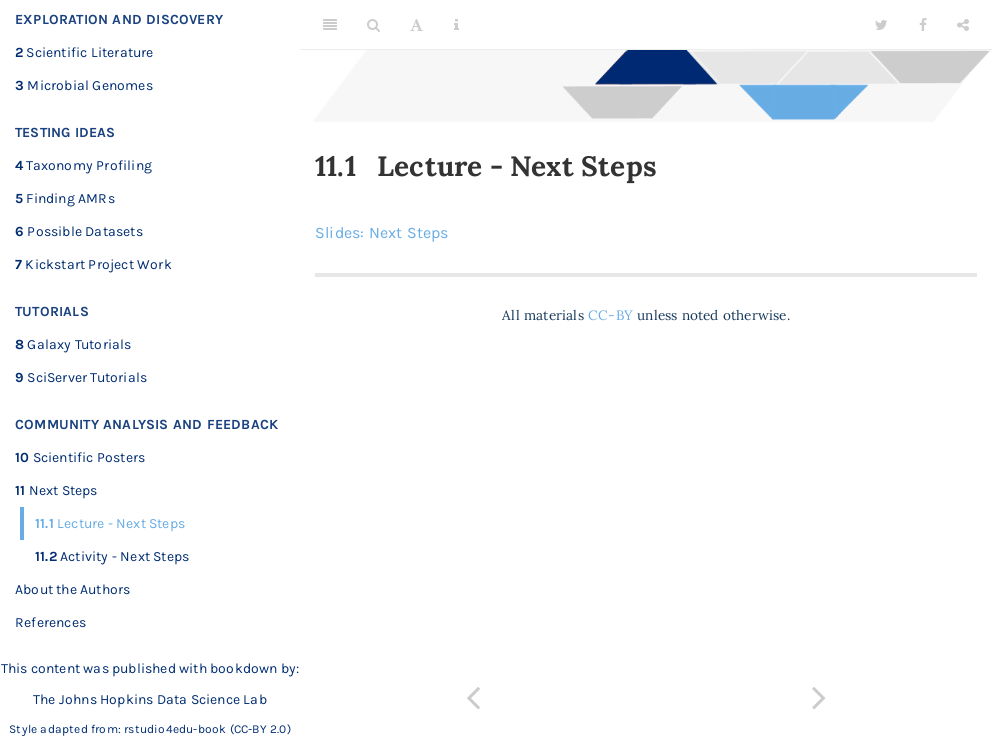 EXPLORATION AND DISCOVERY
2 Scientific Literature
3 Microbial Genomes
TESTING IDEAS
4 Taxonomy Profiling
5 Finding AMRs
6 Possible Datasets
7 Kickstart Project Work
TUTORIALS
8 Galaxy Tutorials
9 SciServer Tutorials
COMMUNITY ANALYSIS AND FEEDBACK
10 Scientific Posters
11 Next Steps
11.1 Lecture - Next Steps
11.2 Activity - Next Steps
About the Authors
References
This content was published with bookdown by:
The Johns Hopkins Data Science Lab
Style adapted from: rstudio4edu-book (CC-BY 2.0)
11.1 Lecture - Next Steps
Slides: Next Steps
All materials CC-BY unless noted otherwise.